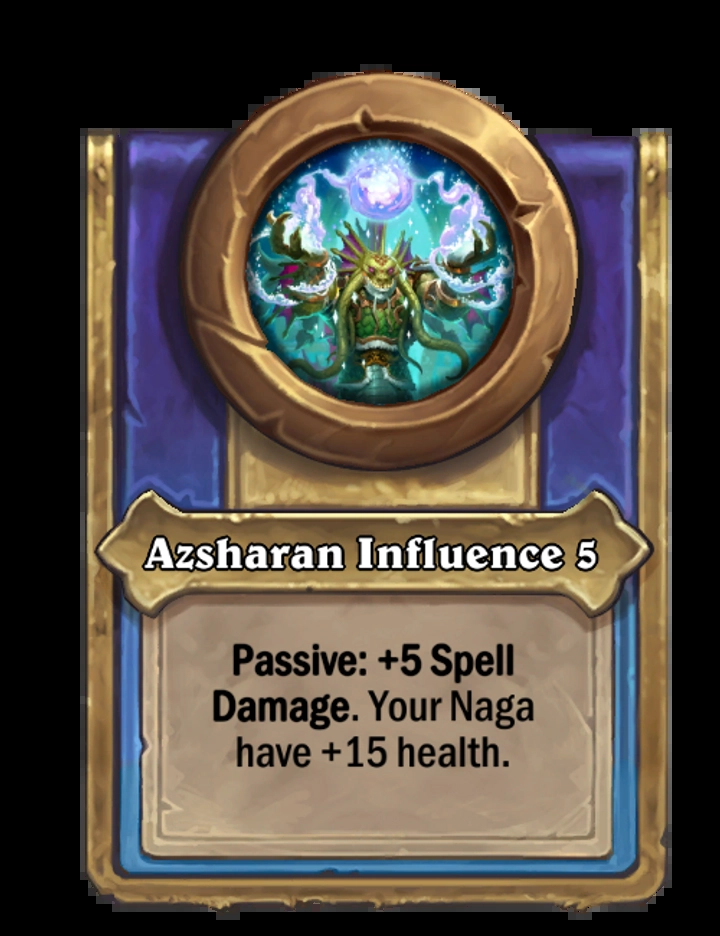 Azsharan Influence 5
Passive: +5 Spell
Damage. Your Naga
have +15 health.